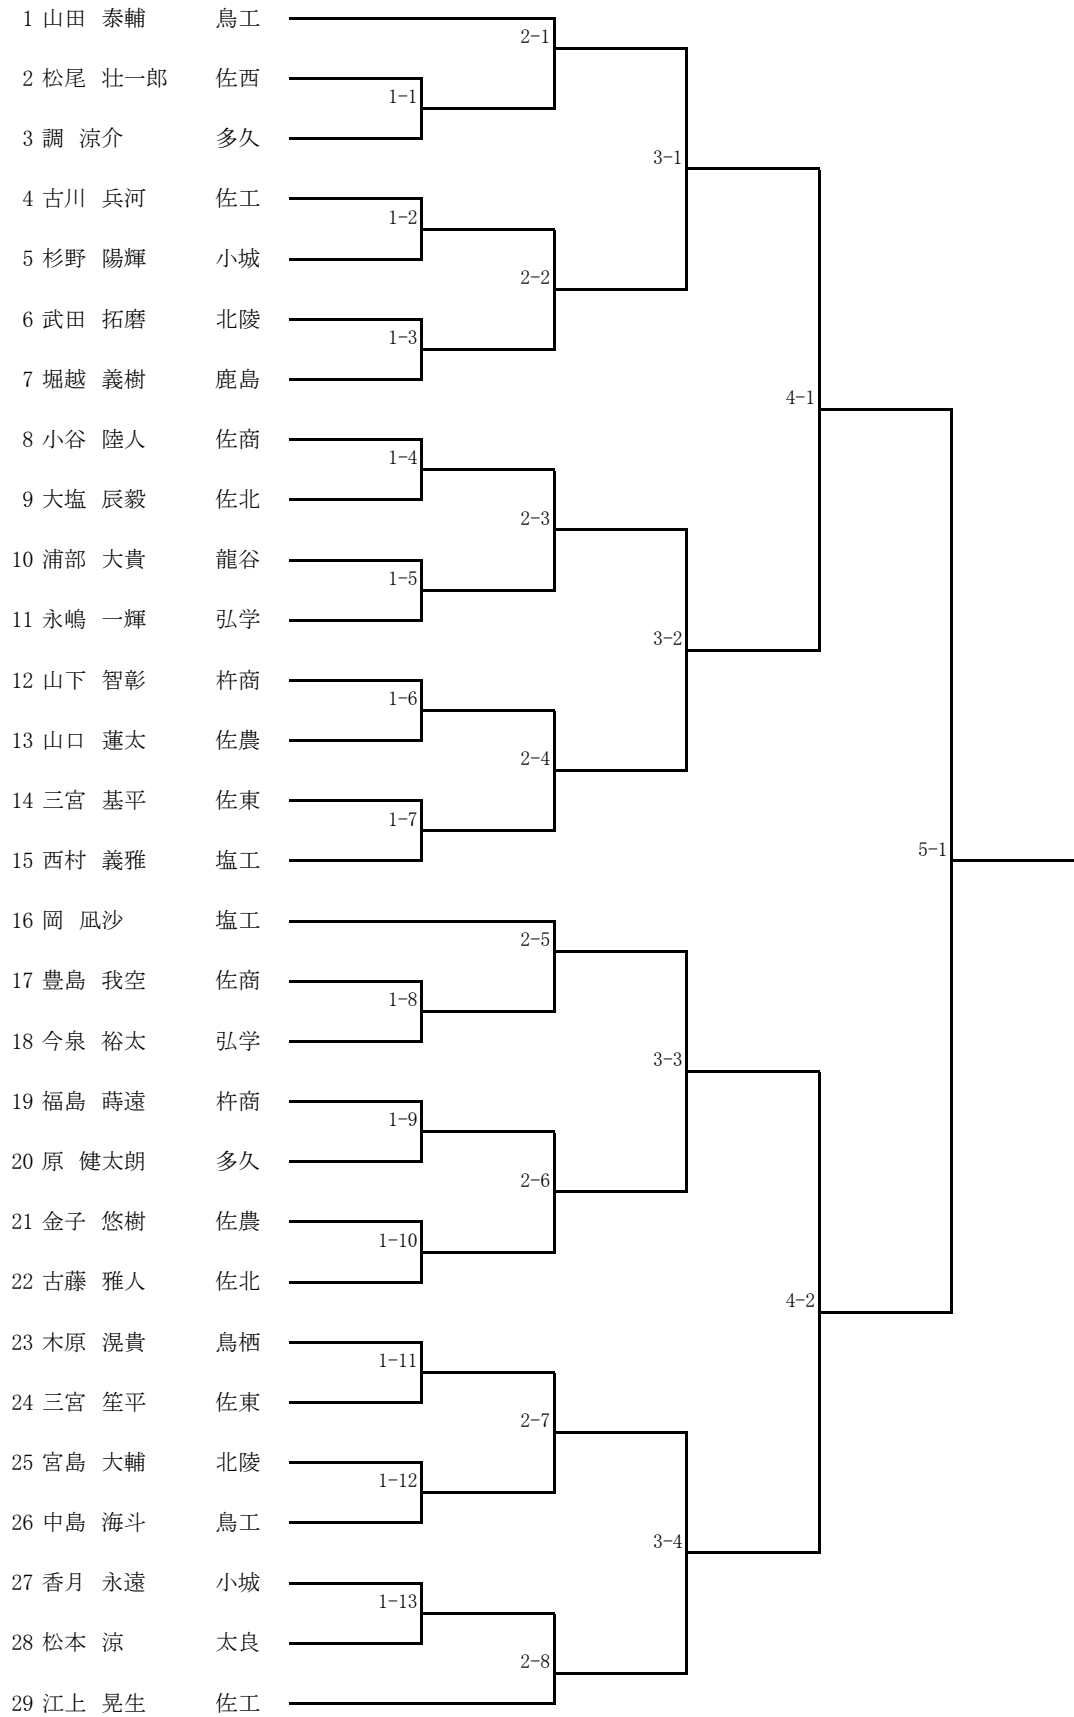 1 山田 泰輔 鳥工
2-1
2 松尾 壮一郎 佐西
1-1
3 調 涼介 多久
3-1
4 古川 兵河 佐工
1-2
5 杉野 陽輝 小城
2-2
6 武田 拓磨 北陵
1-3
7 堀越 義樹 鹿島
4-1
8 小谷 陸人 佐商
1-4
9 大塩 辰毅 佐北
2-3
10 浦部 大貴 龍谷
1-5
11 永嶋 一輝 弘学
3-2
12 山下 智彰 杵商
1-6
13 山口 蓮太 佐農
2-4
14 三宮 基平 佐東
1-7
15 西村 義雅 塩工
5-1
16 岡 凪沙 塩工
2-5
17 豊島 我空 佐商
1-8
18 今泉 裕太 弘学
3-3
19 福島 蒔遠 杵商
1-9
20 原 健太朗 多久
2-6
21 金子 悠樹 佐農
1-10
22 古藤 雅人 佐北
4-2
23 木原 滉貴 鳥栖
1-11
24 三宮 笙平 佐東
2-7
25 宮島 大輔 北陵
1-12
26 中島 海斗 鳥工
3-4
27 香月 永遠 小城
1-13
28 松本 涼 太良
2-8
29 江上 晃生 佐工